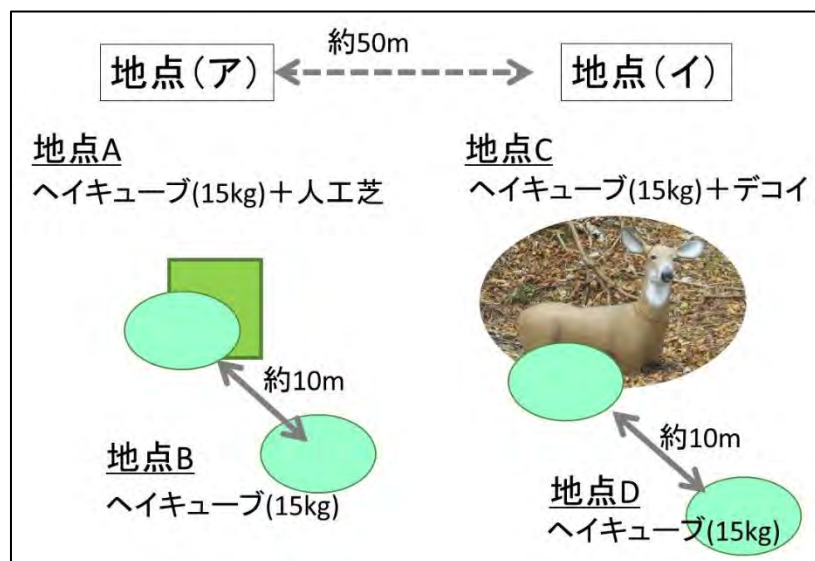 約50m
地点(ア)
地点(イ)
地点A
ヘイキューブ(15kg)+人工芝
地点C
ヘイキューブ(15kg)+デコイ
約10m
地点B
ヘイキューブ(15kg)
約10m
地点D
ヘイキューブ(15kg)